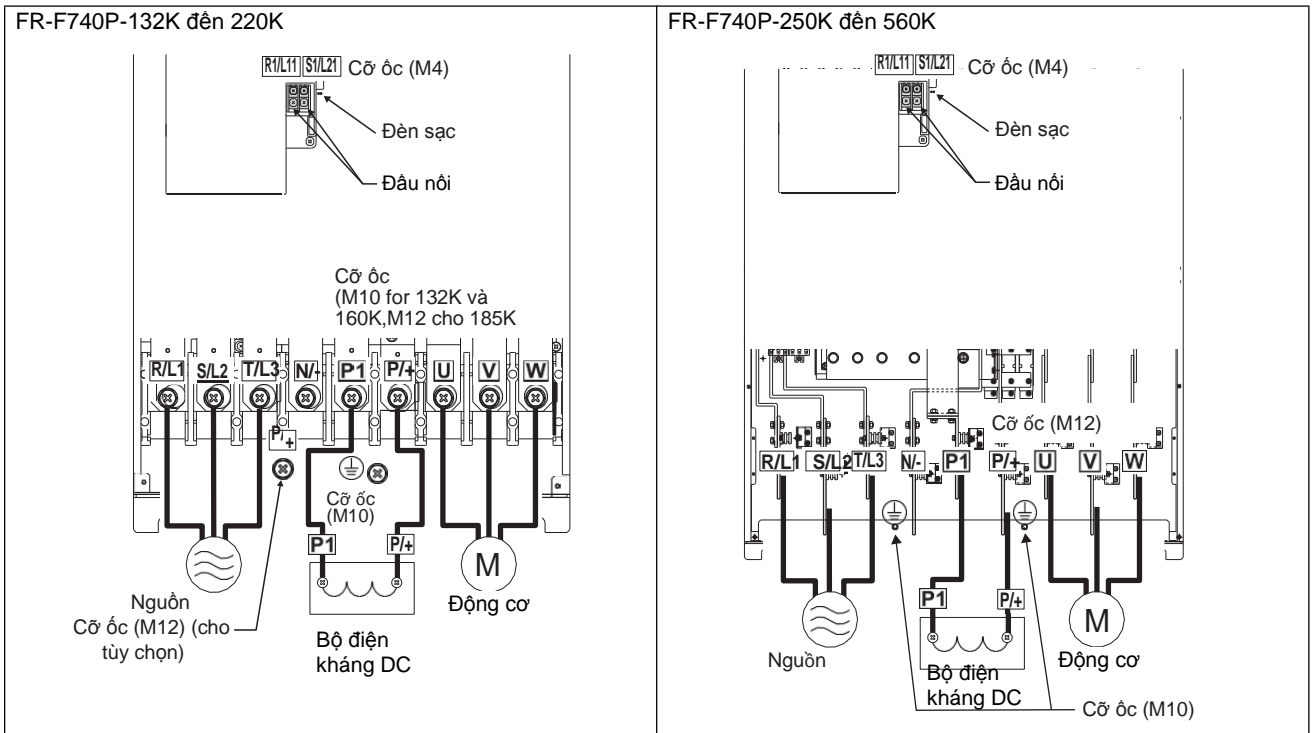 FR-F740P-132K đến 220K
R1/L11 S1/L21 Cỡ ốc (M4)
Đèn sạc
Đầu nối
Cỡ ốc
(M10 for 132K và
160K,M12 cho 185K
R/L1 S/L2 T/L3 N/- P1 P/+ U V W
P/+
Cỡ ốc
(M10)
P1 P/+
M
Nguồn
Động cơ
Cỡ ốc (M12) (cho
tùy chọn)
Bộ điện
kháng DC
FR-F740P-250K đến 560K
R1/L11 S1/L21 Cỡ ốc (M4)
Đèn sạc
Đầu nối
Cỡ ốc (M12)
R/L1 S/L2 T/L3 N/- P1 P/+ U V W
P1 P/+
M
Nguồn
Động cơ
Bộ điện
kháng DC
Cỡ ốc (M10)